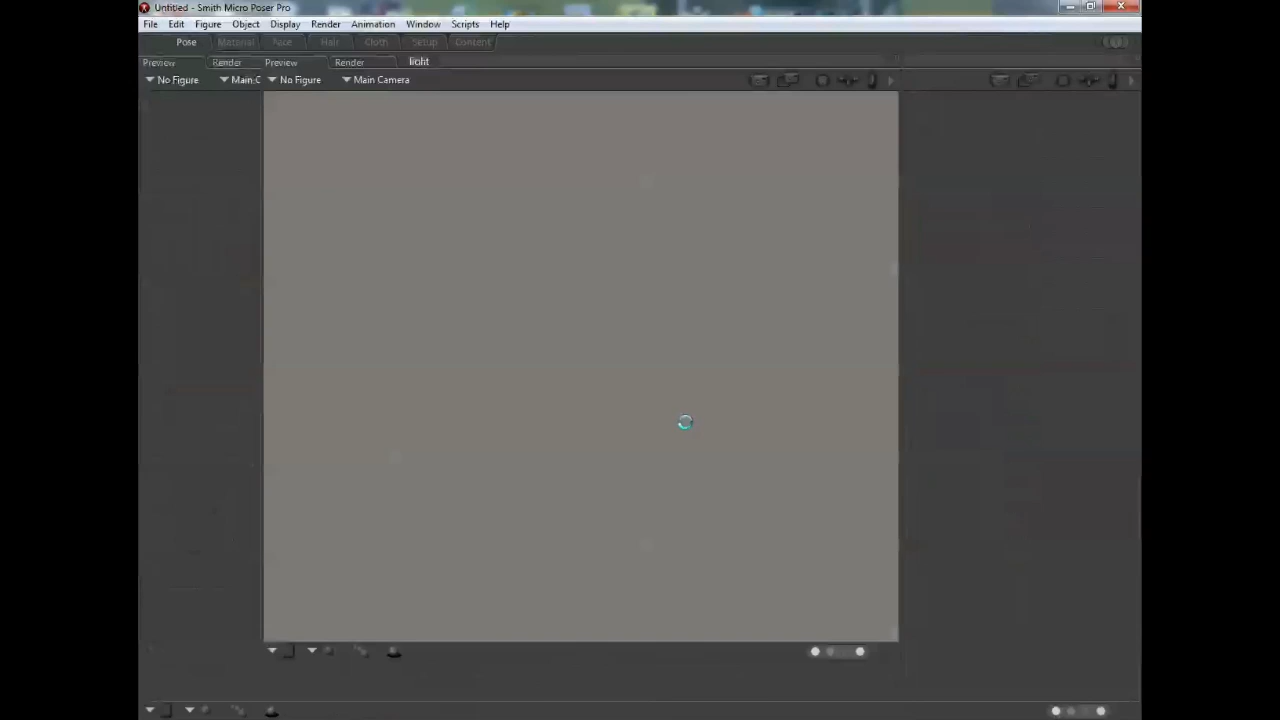 Untitled - Smith Micro Poser Pro
File Edit Figure Object Display Render Animation Window Scripts Help
Pose Material Face Hair Cloth Setup Content
Preview Render Preview Render light
No Figure Main C No Figure Main Camera